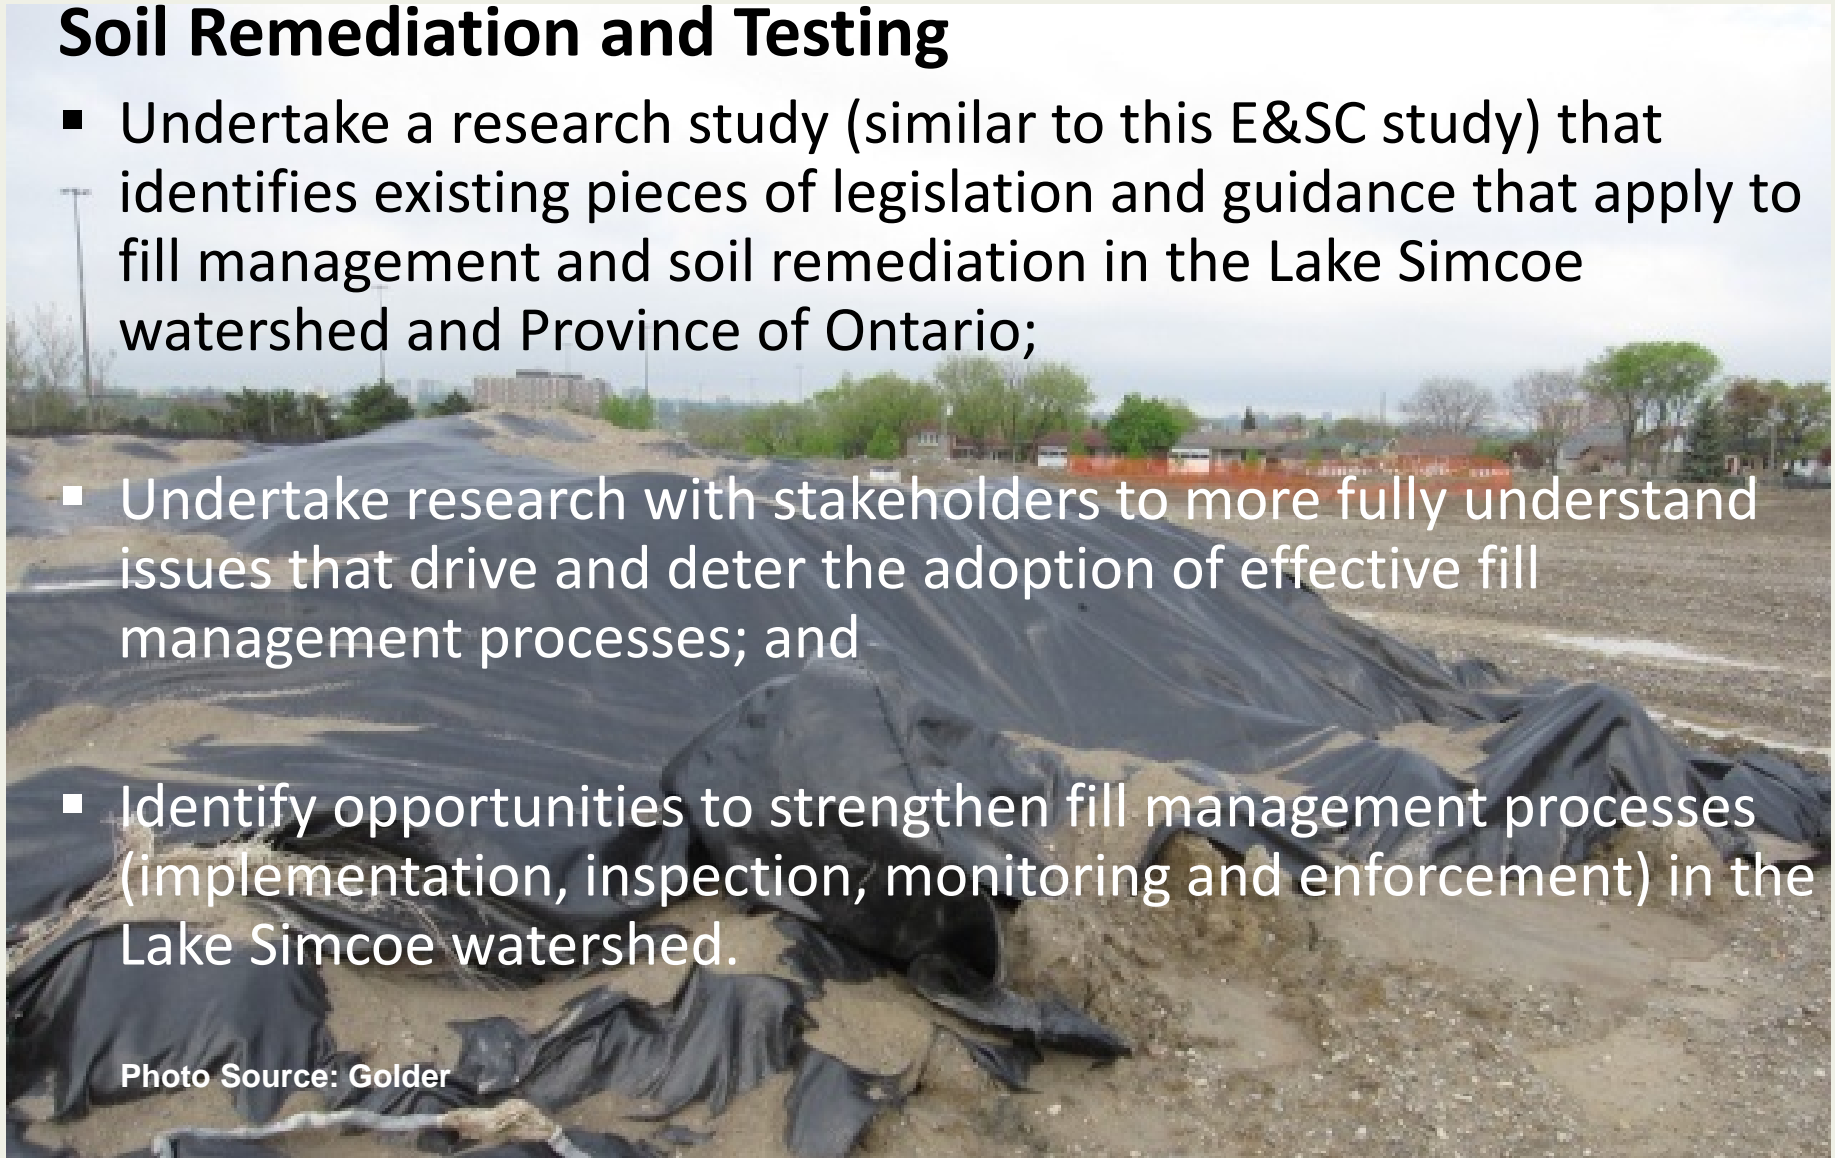 Soil Remediation and Testing
▪ Undertake a research study (similar to this E&SC study) that
identifies existing pieces of legislation and guidance that apply to
fill management and soil remediation in the Lake Simcoe
watershed and Province of Ontario;
▪ Undertake research with stakeholders to more fully understand
issues that drive and deter the adoption of effective fill
management processes; and
▪ Identify opportunities to strengthen fill management processes
(implementation, inspection, monitoring and enforcement) in the
Lake Simcoe watershed.
Photo Source: Golder